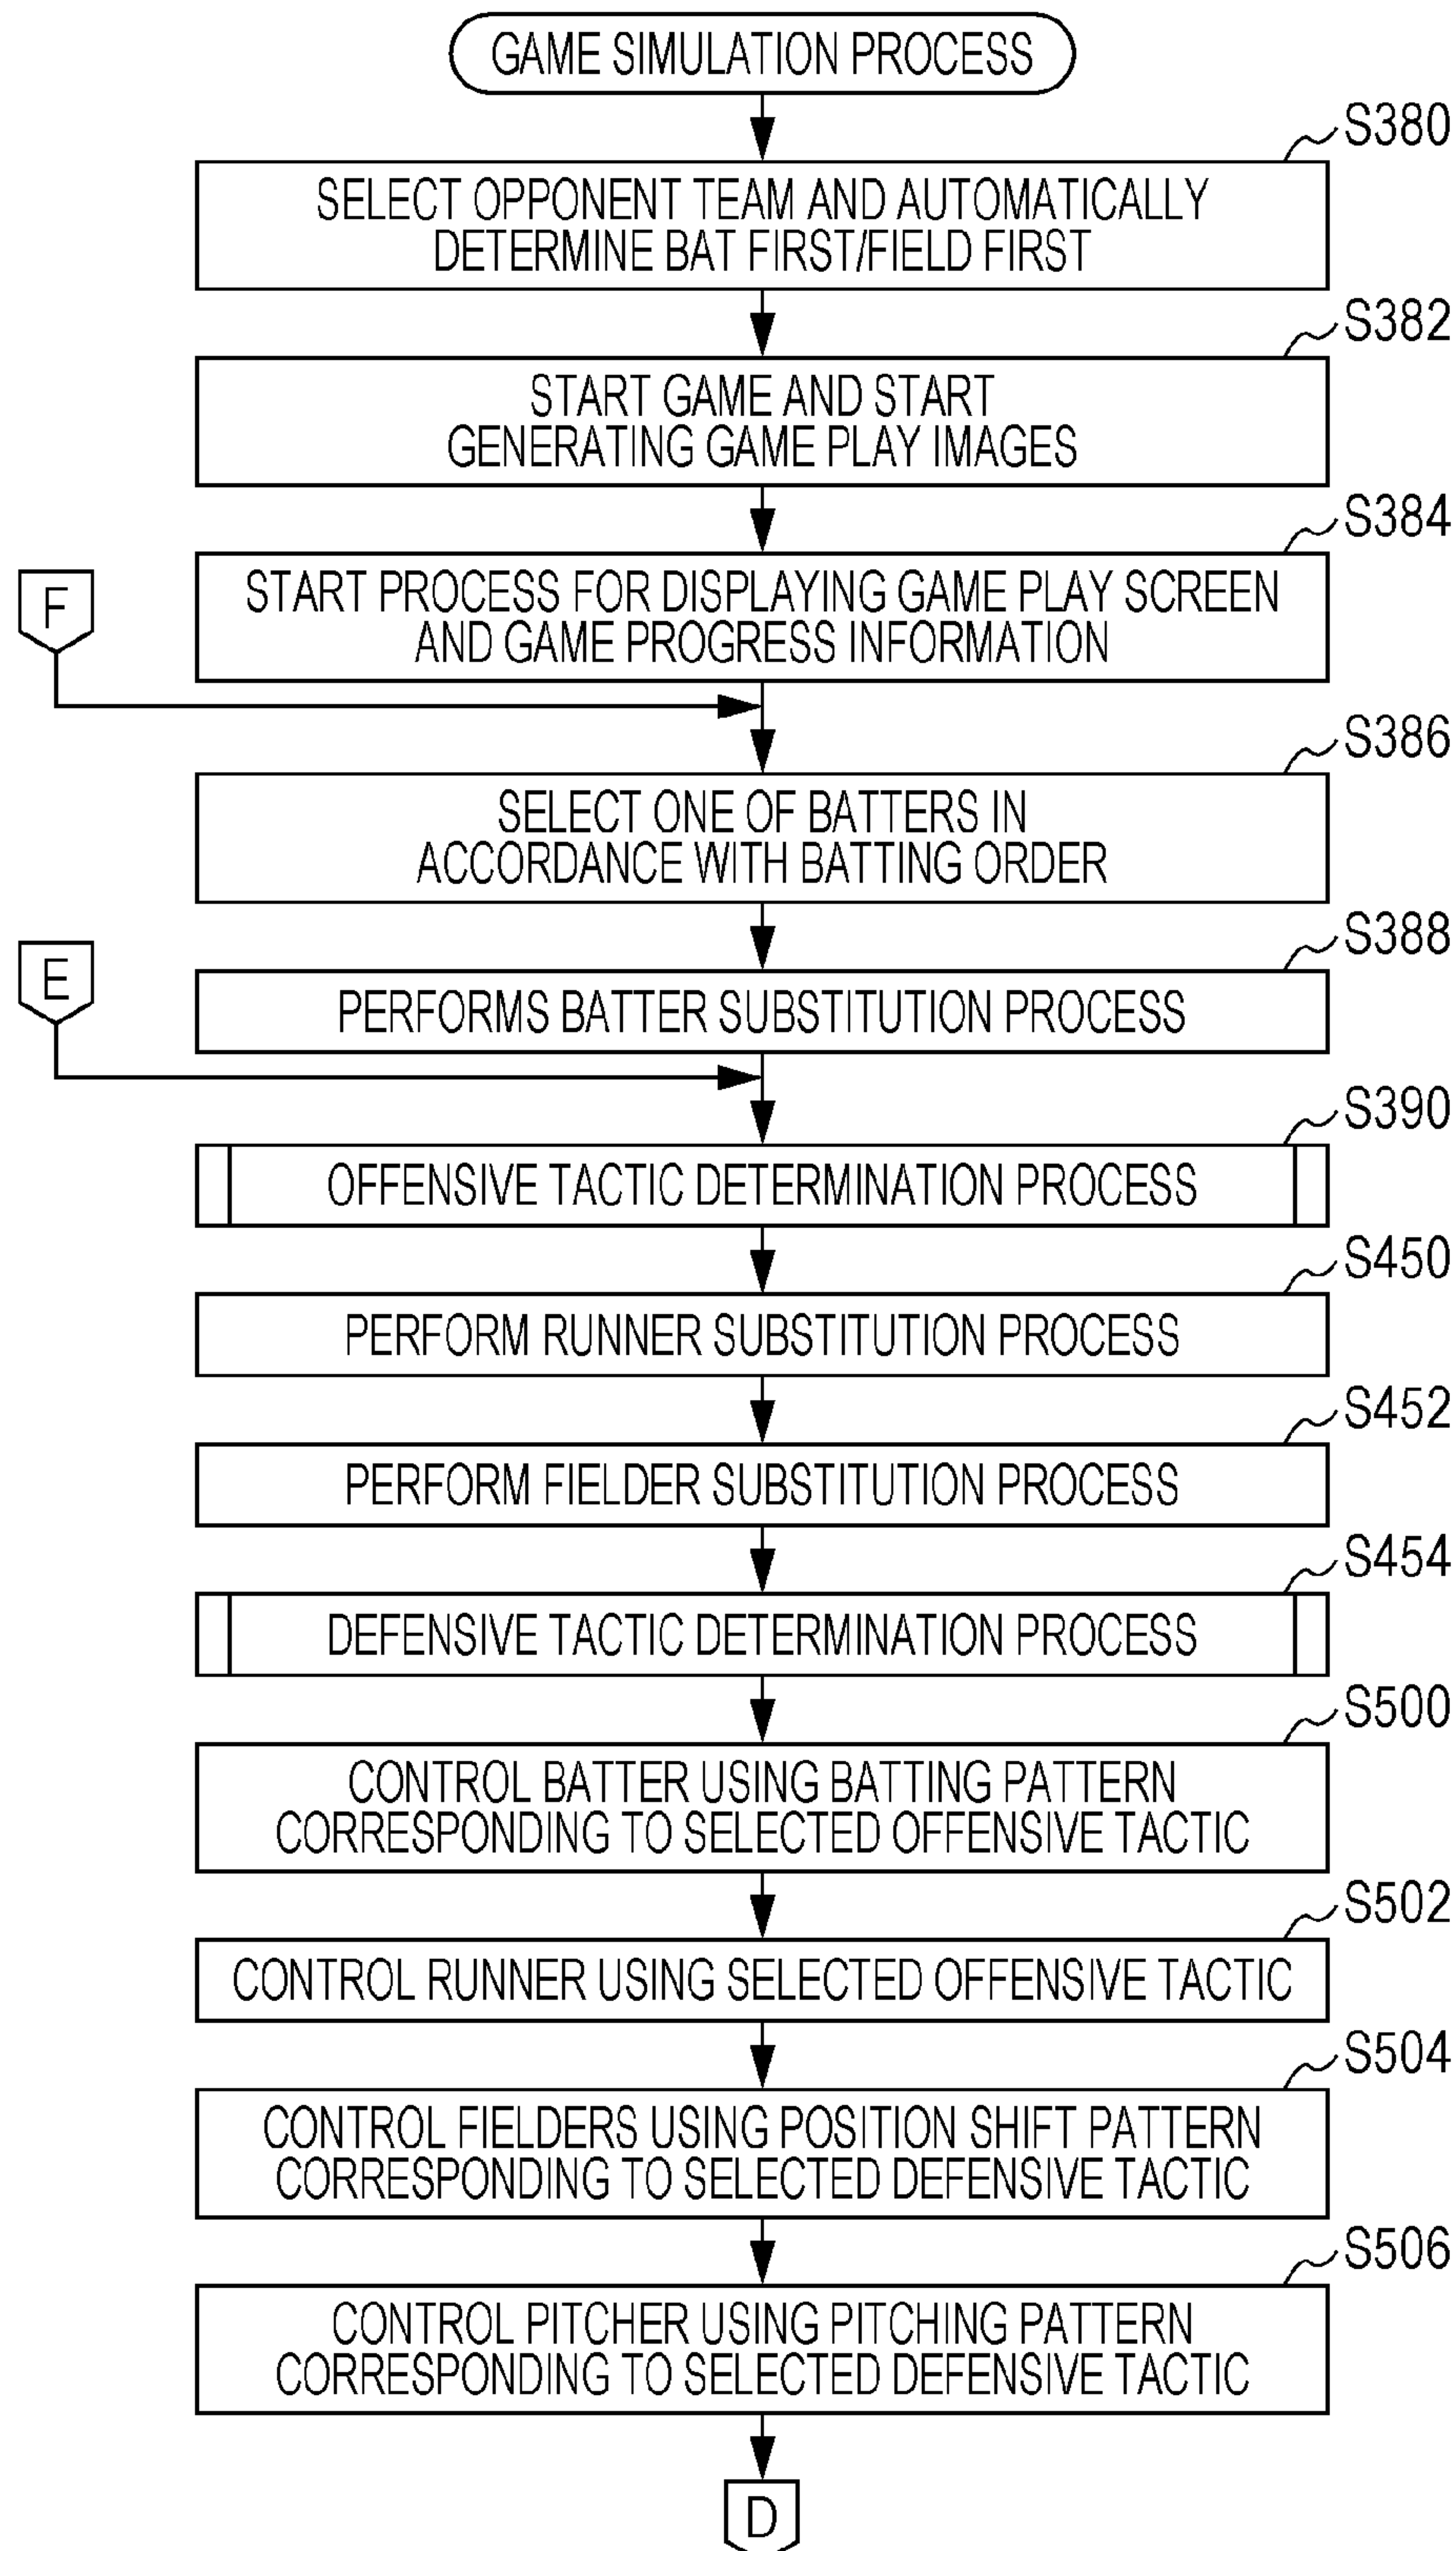 GAME SIMULATION PROCESS
S380
SELECT OPPONENT TEAM AND AUTOMATICALLY
DETERMINE BAT FIRST/FIELD FIRST
S382
START GAME AND START
GENERATING GAME PLAY IMAGES
S384
START PROCESS FOR DISPLAYING GAME PLAY SCREEN
AND GAME PROGRESS INFORMATION
F
S386
SELECT ONE OF BATTERS IN
ACCORDANCE WITH BATTING ORDER
S388
PERFORMS BATTER SUBSTITUTION PROCESS
E
S390
OFFENSIVE TACTIC DETERMINATION PROCESS
S450
PERFORM RUNNER SUBSTITUTION PROCESS
S452
PERFORM FIELDER SUBSTITUTION PROCESS
S454
DEFENSIVE TACTIC DETERMINATION PROCESS
S500
CONTROL BATTER USING BATTING PATTERN
CORRESPONDING TO SELECTED OFFENSIVE TACTIC
S502
CONTROL RUNNER USING SELECTED OFFENSIVE TACTIC
S504
CONTROL FIELDERS USING POSITION SHIFT PATTERN
CORRESPONDING TO SELECTED DEFENSIVE TACTIC
S506
CONTROL PITCHER USING PITCHING PATTERN
CORRESPONDING TO SELECTED DEFENSIVE TACTIC
D